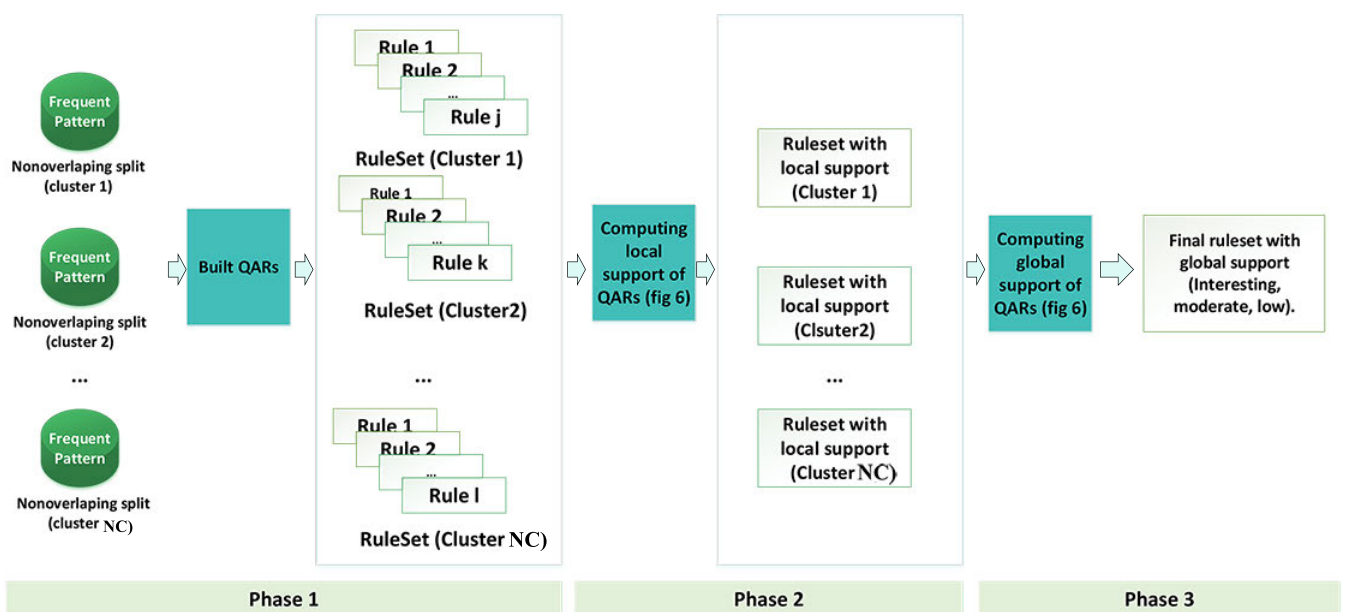 Frequent
Pattern
Nonoverlaping split
(cluster 1)
Frequent
Pattern
Nonoverlaping split
(cluster 2)
...
Frequent
Pattern
Nonoverlaping split
(cluster NC)
Built QARs
Rule 1
Rule 2
...
Rule j
RuleSet (Cluster 1)
Rule 1
Rule 2
...
Rule k
RuleSet (Cluster2)
...
Rule 1
Rule 2
...
Rule l
RuleSet (Cluster NC)
Computing
local
support of
QARs (fig 6)
Ruleset with
local support
(Cluster 1)
Ruleset with
local support
(Clsuter2)
...
Ruleset with
local support
(Cluster NC)
Computing
global
support of
QARs (fig 6)
Final ruleset with
global support
(Interesting,
moderate, low).
Phase 1
Phase 2
Phase 3